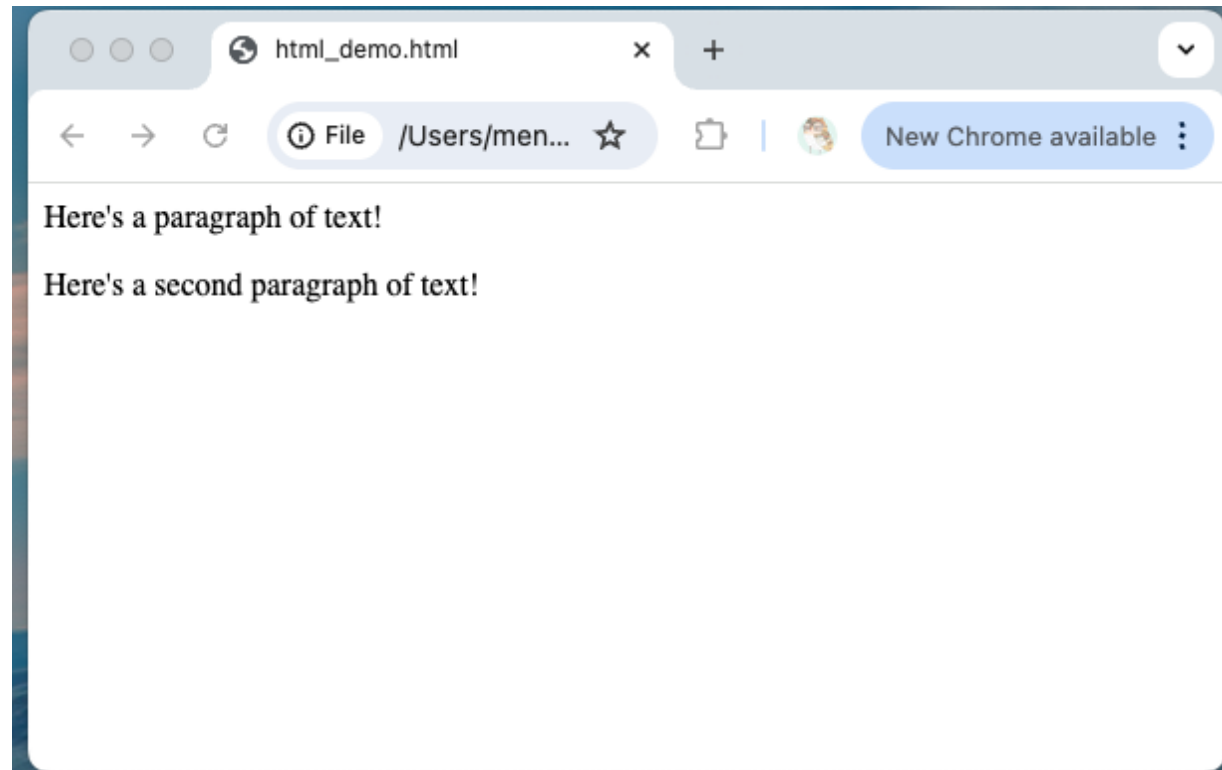 html_demo.html
File /Users/men...
New Chrome available
Here's a paragraph of text!
Here's a second paragraph of text!